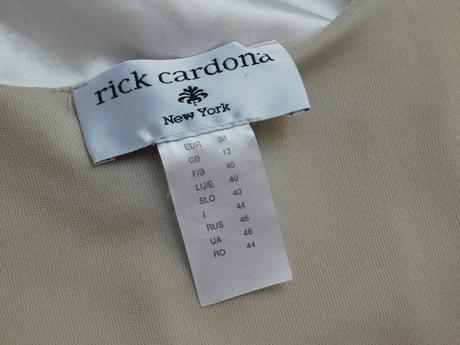 rick cardona
New York
EUR 38
GB 12
F/B 40
LU/E 40
SLO 40
I 44
RUS 46
UA 46
RO 44